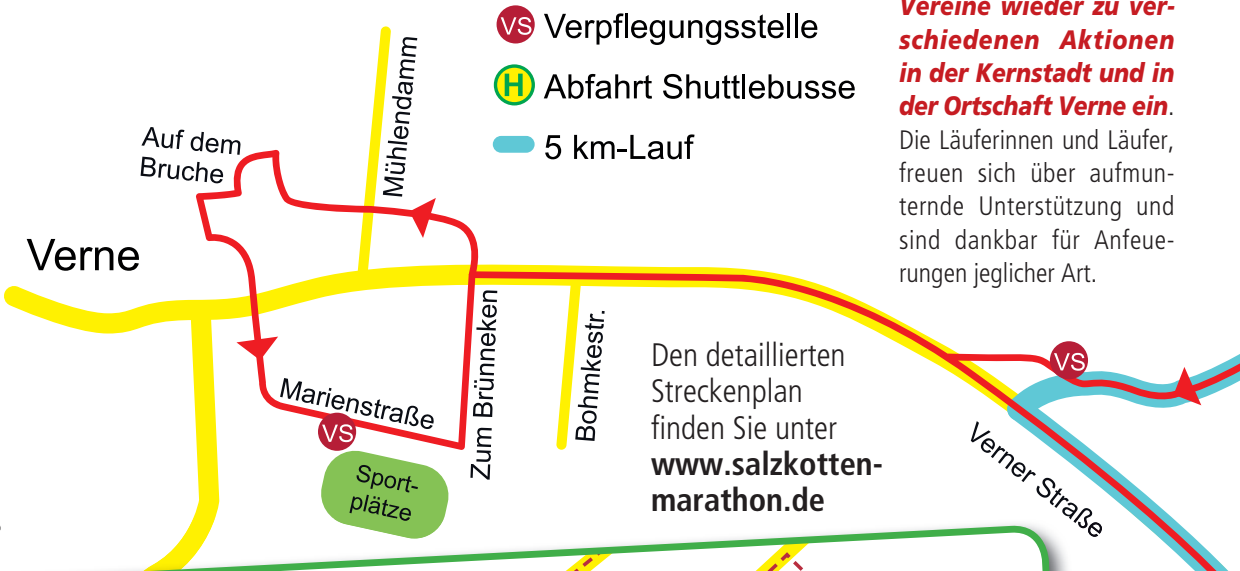 VS Verpflegungsstelle
H Abfahrt Shuttlebusse
5 km-Lauf
Vereine wieder zu ver-
schiedenen Aktionen
in der Kernstadt und in
der Ortschaft Verne ein.
Die Läuferinnen und Läufer,
freuen sich über aufmun-
ternde Unterstützung und
sind dankbar für Anfeue-
rungen jeglicher Art.
Mühlendamm
Auf dem
Bruche
Verne
Marienstraße
VS
Sport-
plätze
Zum Brünneken
Bohmkestr.
Den detaillierten
Streckenplan
finden Sie unter
www.salzkotten-
marathon.de
VS
Verner Straße